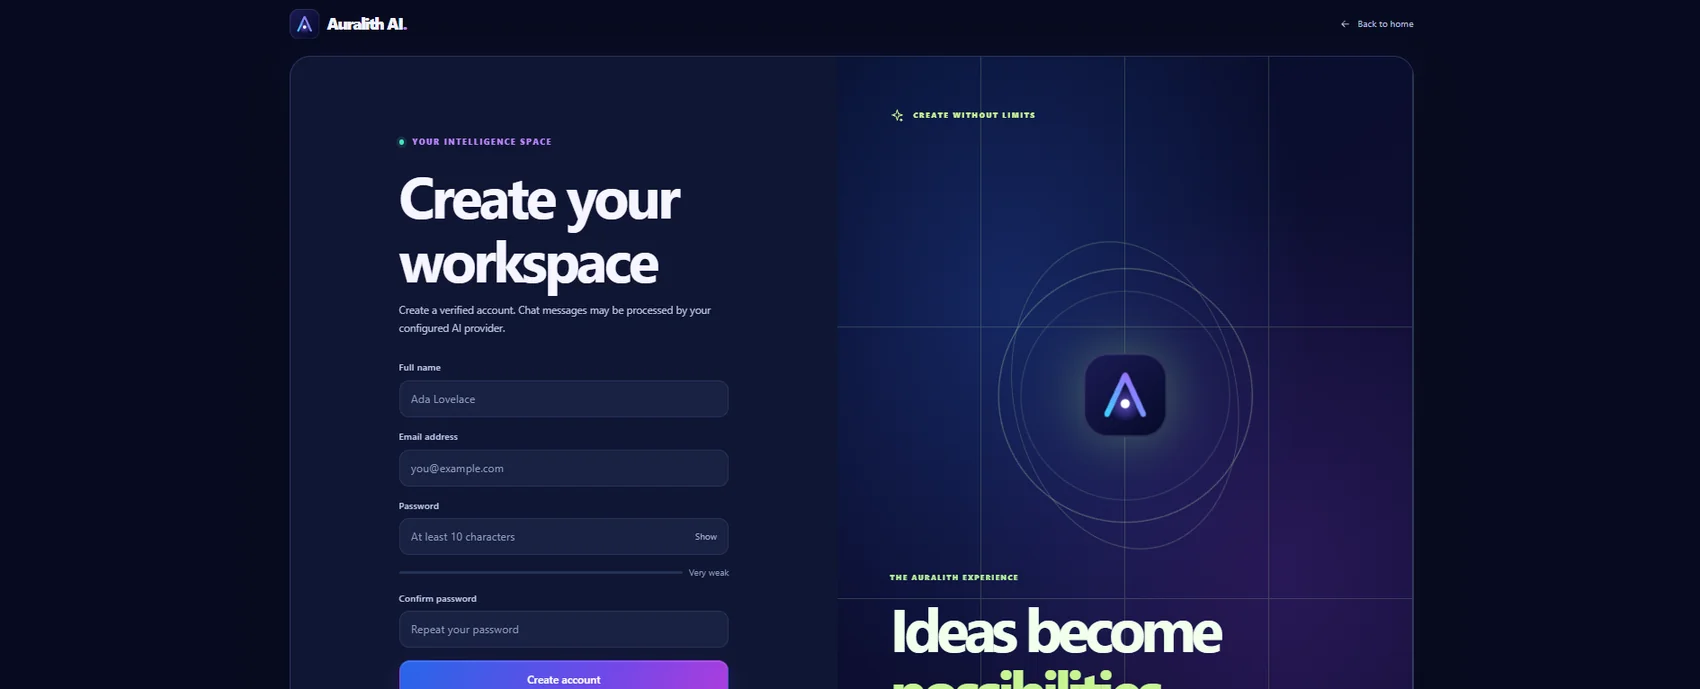 Auralith AI.
← Back to home
YOUR INTELLIGENCE SPACE
Create your
workspace
Create a verified account. Chat messages may be processed by your
configured AI provider.
Full name
Ada Lovelace
Email address
you@example.com
Password
At least 10 characters
Show
Very weak
Confirm password
Repeat your password
Create account
CREATE WITHOUT LIMITS
THE AURALITH EXPERIENCE
Ideas become
possibilities